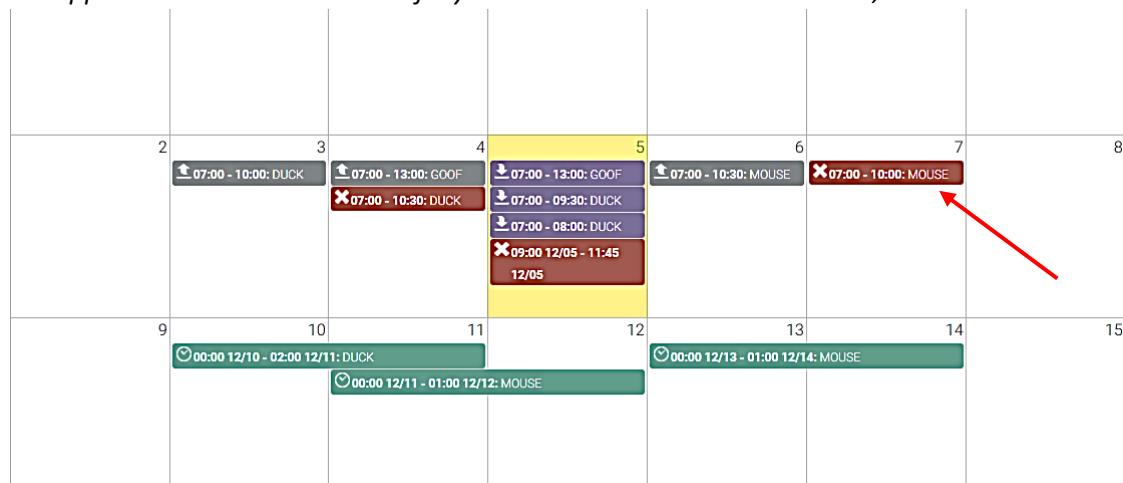 2 3 4 5 6 7 8
07:00 - 10:00: DUCK
07:00 - 13:00: GOOF
07:00 - 10:30: DUCK
07:00 - 13:00: GOOF
07:00 - 09:30: DUCK
07:00 - 08:00: DUCK
09:00 12/05 - 11:45
12/05
07:00 - 10:30: MOUSE
07:00 - 10:00: MOUSE
9 10 11 12 13 14 15
00:00 12/10 - 02:00 12/11: DUCK
00:00 12/11 - 01:00 12/12: MOUSE
00:00 12/13 - 01:00 12/14: MOUSE